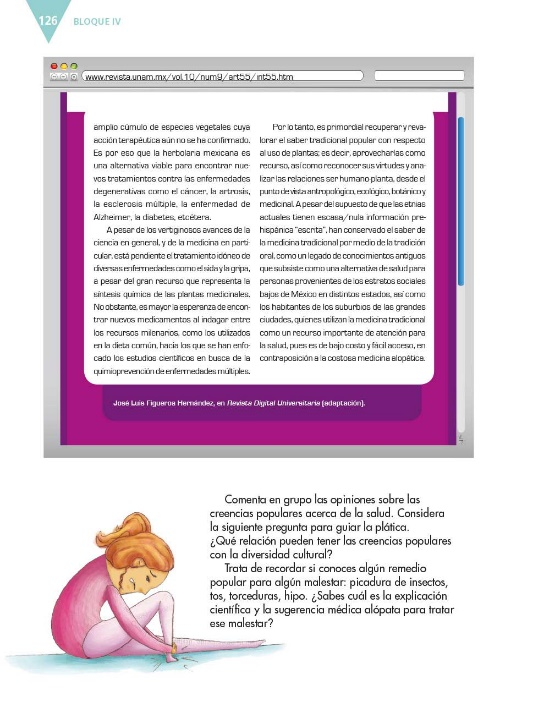 126 BLOQUE IV
www.revista.unam.mx/vol.10/num9/art55/int55.htm
amplio cúmulo de especies vegetales cuya
acción terapéutica aún no se ha confirmado.
Es por eso que la herbolaria mexicana es
una alternativa viable para encontrar nue-
vos tratamientos contra las enfermedades
degenerativas como el cáncer, la artrosis,
la esclerosis múltiple, la enfermedad de
Alzheimer, la diabetes, etcétera.
A pesar de los vertiginosos avances de la
ciencia en general, y de la medicina en parti-
cular, está pendiente el tratamiento idóneo de
diversas enfermedades como el sida y la gripa,
a pesar del gran recurso que representa la
síntesis química de las plantas medicinales.
No obstante, es mayor la esperanza de encon-
trar nuevos medicamentos al indagar entre
los recursos milenarios, como los utilizados
en la dieta común, hacia los que se han enfo-
cado los estudios científicos en busca de la
quimioprevención de enfermedades múltiples.
Por lo tanto, es primordial recuperar y reva-
lorar el saber tradicional popular con respecto
al uso de plantas; es decir, aprovecharlas como
recurso, así como reconocer sus virtudes y ana-
lizar las relaciones ser humano-planta, desde el
punto de vista antropológico, ecológico, botánico y
medicinal. A pesar del supuesto de que las etnias
actuales tienen escasa/nula información pre-
hispánica "escrita", han conservado el saber de
la medicina tradicional por medio de la tradición
oral, como un legado de conocimientos antiguos
que subsiste como una alternativa de salud para
personas provenientes de los estratos sociales
bajos de México en distintos estados, así como
los habitantes de los suburbios de las grandes
ciudades, quienes utilizan la medicina tradicional
como un recurso importante de atención para
la salud, pues es de bajo costo y fácil acceso, en
contraposición a la costosa medicina alopática.
José Luis Figueroa Hernández, en Revista Digital Universitaria (adaptación).
Comenta en grupo las opiniones sobre las
creencias populares acerca de la salud. Considera
la siguiente pregunta para guiar la plática.
¿Qué relación pueden tener las creencias populares
con la diversidad cultural?
Trata de recordar si conoces algún remedio
popular para algún malestar: picadura de insectos,
tos, torceduras, hipo. ¿Sabes cuál es la explicación
científica y la sugerencia médica alópata para tratar
ese malestar?